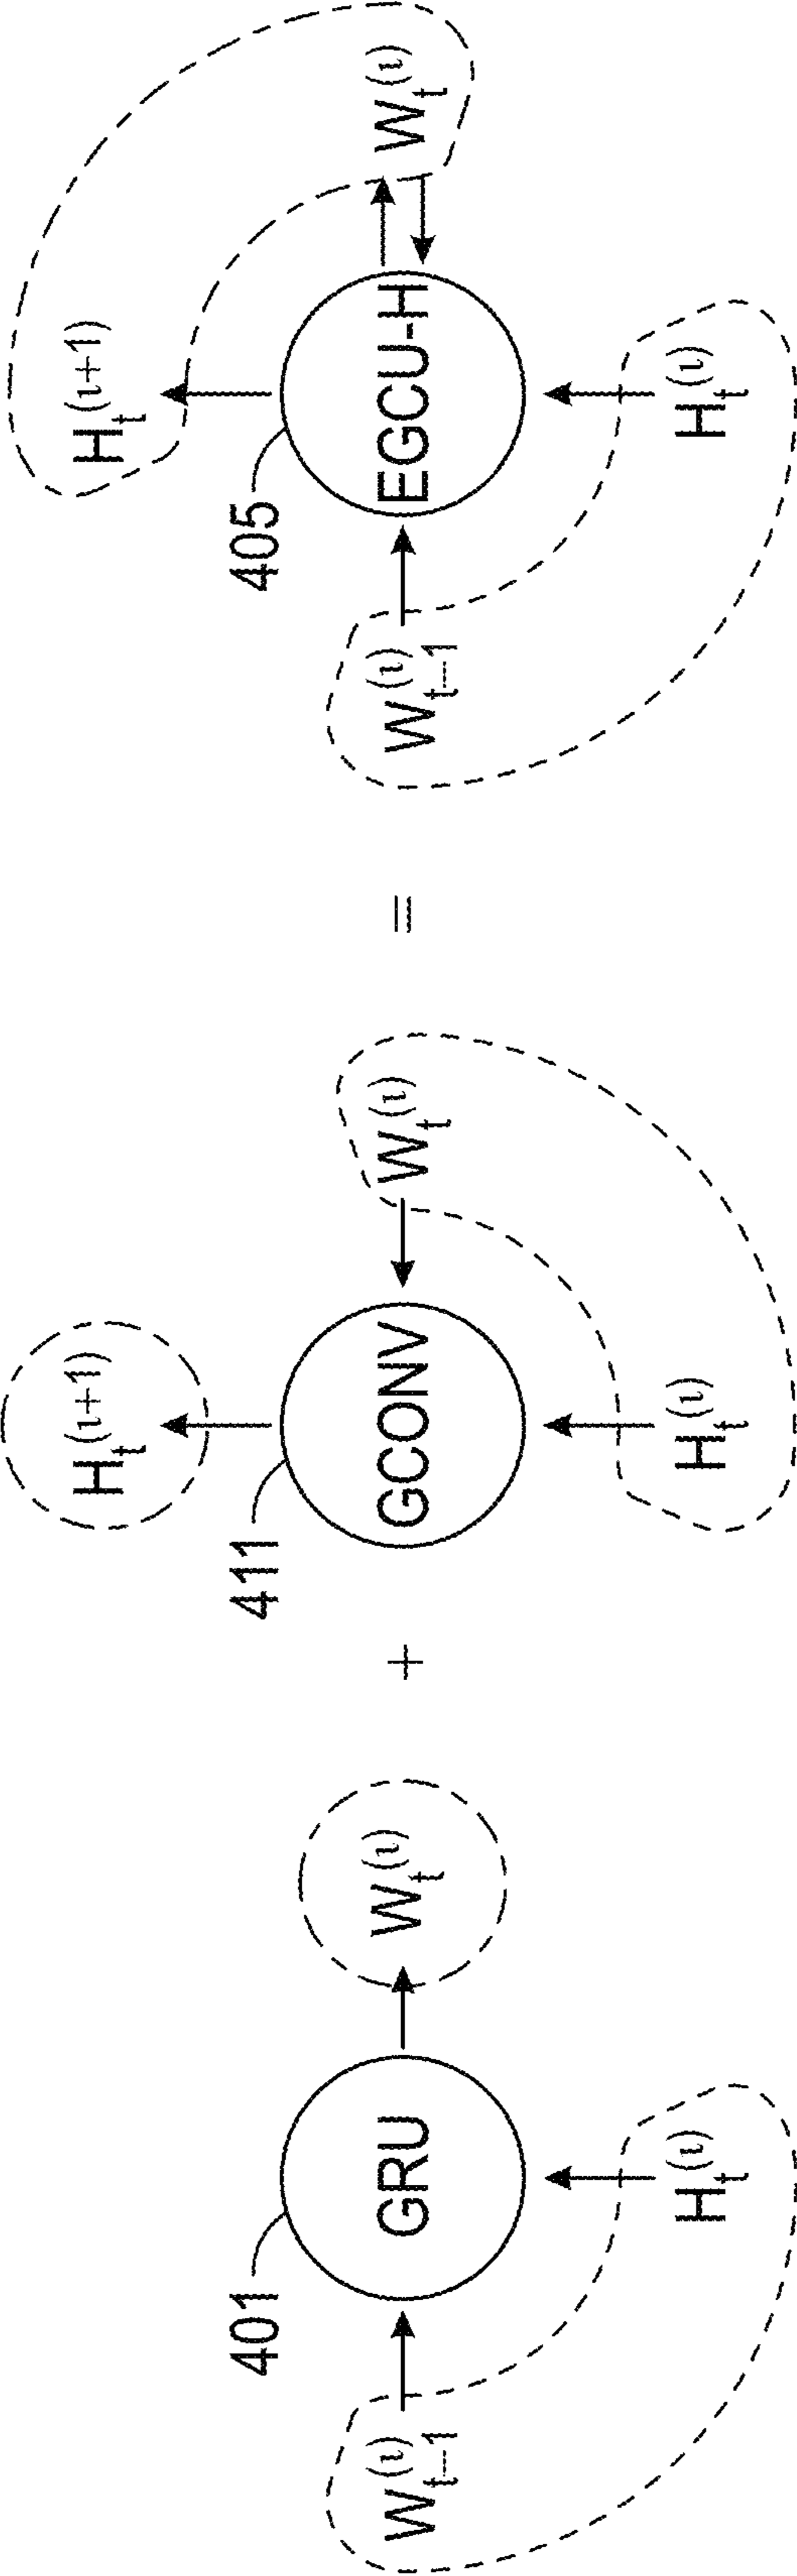 401
GRU
W_{t-1}^{(ι)}
H_t^{(ι)}
W_t^{(ι)}
+
411
GCONV
H_t^{(ι+1)}
W_t^{(ι)}
H_t^{(ι)}
=
405
EGCU-H
H_t^{(ι+1)}
W_{t-1}^{(ι)}
W_t^{(ι)}
H_t^{(ι)}